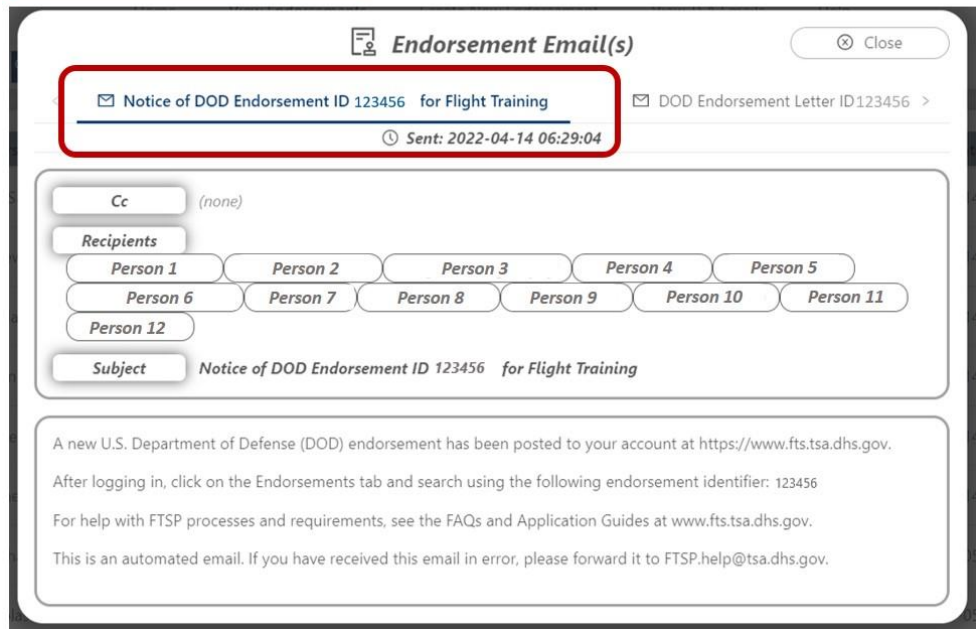 Endorsement Email(s)
Close
Notice of DOD Endorsement ID 123456 for Flight Training
DOD Endorsement Letter ID 123456 >
Sent: 2022-04-14 06:29:04
Cc (none)
Recipients
Person 1 Person 2 Person 3 Person 4 Person 5
Person 6 Person 7 Person 8 Person 9 Person 10 Person 11
Person 12
Subject Notice of DOD Endorsement ID 123456 for Flight Training
A new U.S. Department of Defense (DOD) endorsement has been posted to your account at https://www.fts.tsa.dhs.gov.
After logging in, click on the Endorsements tab and search using the following endorsement identifier: 123456
For help with FTSP processes and requirements, see the FAQs and Application Guides at www.fts.tsa.dhs.gov.
This is an automated email. If you have received this email in error, please forward it to FTSP.help@tsa.dhs.gov.